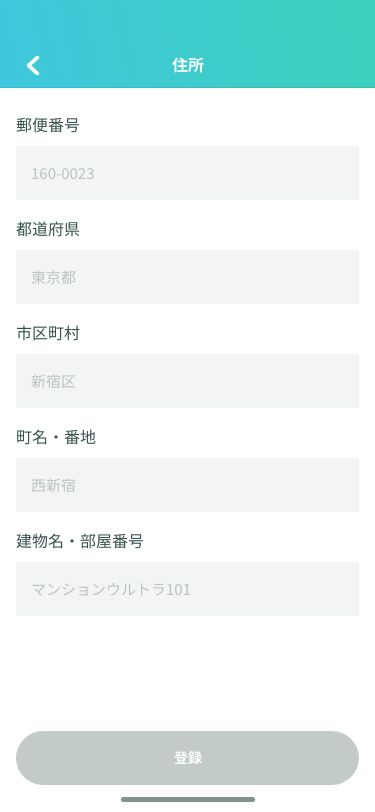 住所
郵便番号
160-0023
都道府県
東京都
市区町村
新宿区
町名・番地
西新宿
建物名・部屋番号
マンションウルトラ101
登録